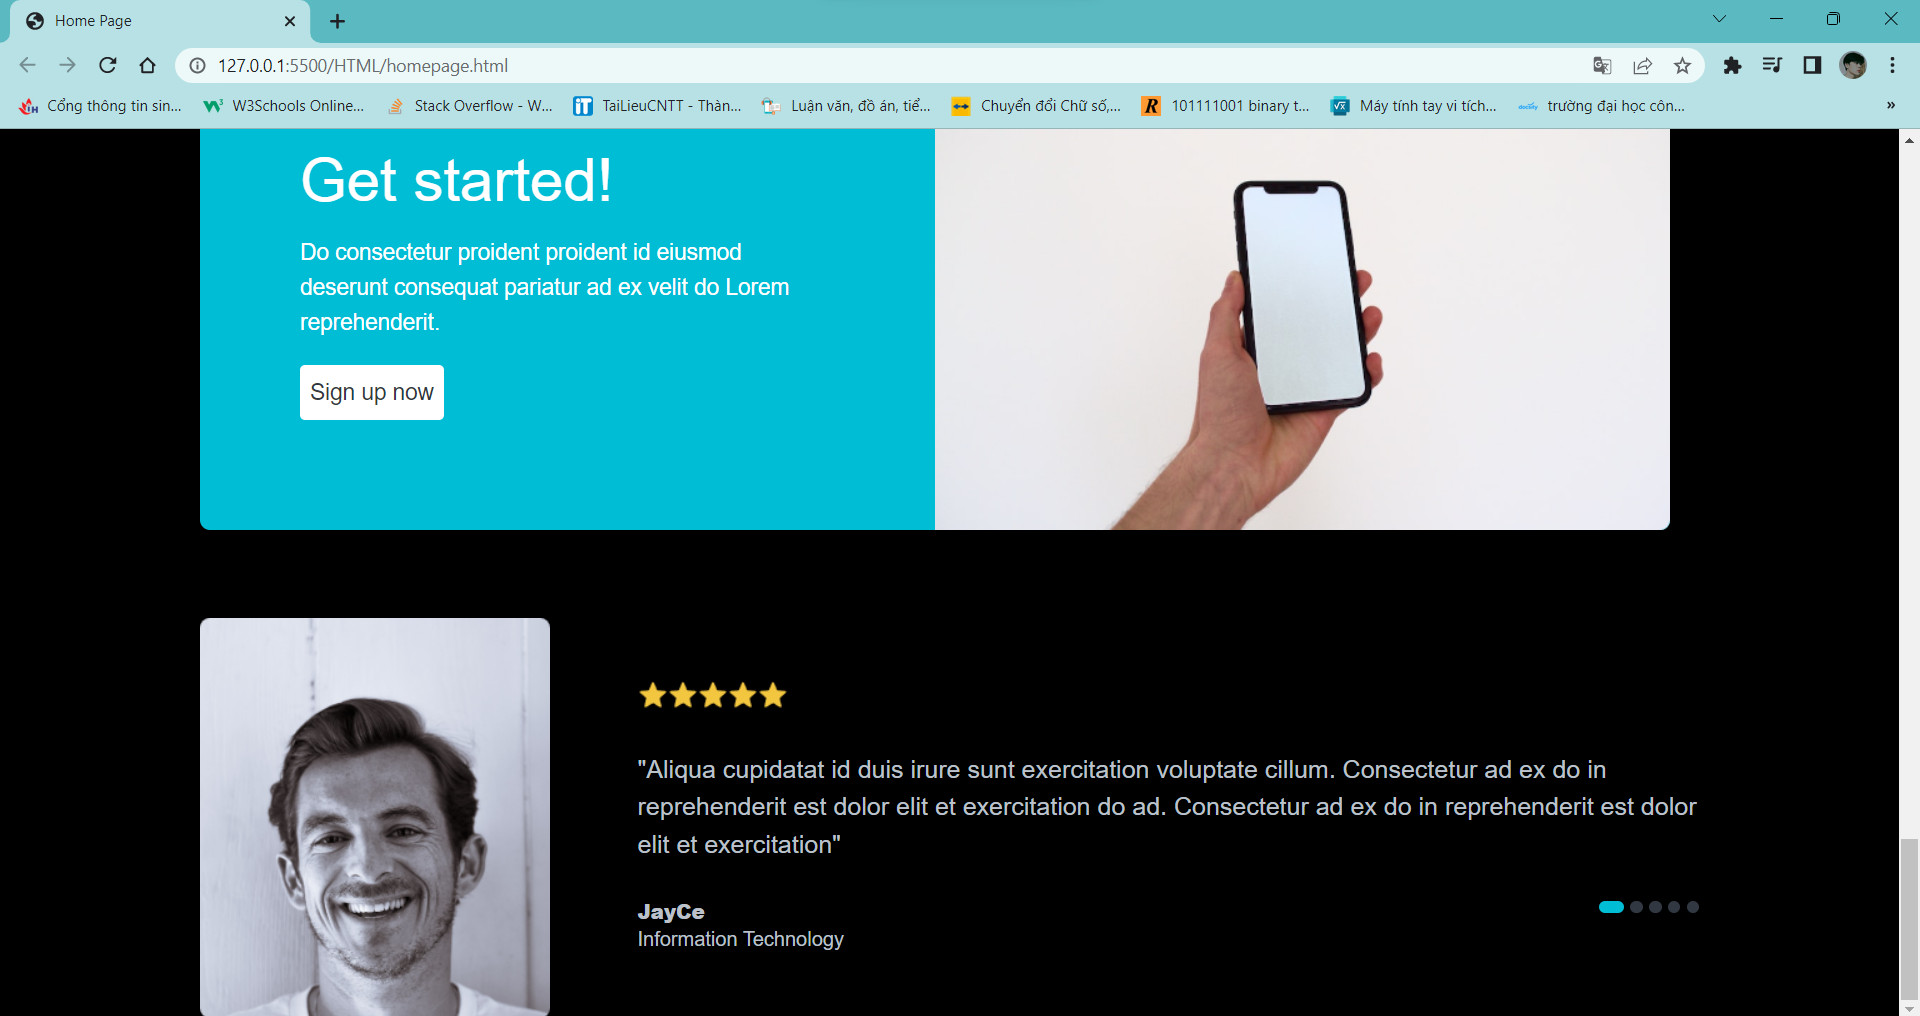 Home Page
127.0.0.1:5500/HTML/homepage.html
Cổng thông tin sin...
W3Schools Online...
Stack Overflow - W...
iT
TaiLieuCNTT - Thàn...
Luận văn, đồ án, tiể...
Chuyển đổi Chữ số,...
R
101111001 binary t...
Máy tính tay vi tích...
trường đại học côn...
»
Get started!
Do consectetur proident proident id eiusmod
deserunt consequat pariatur ad ex velit do Lorem
reprehenderit.
Sign up now
"Aliqua cupidatat id duis irure sunt exercitation voluptate cillum. Consectetur ad ex do in
reprehenderit est dolor elit et exercitation do ad. Consectetur ad ex do in reprehenderit est dolor
elit et exercitation"
JayCe
Information Technology